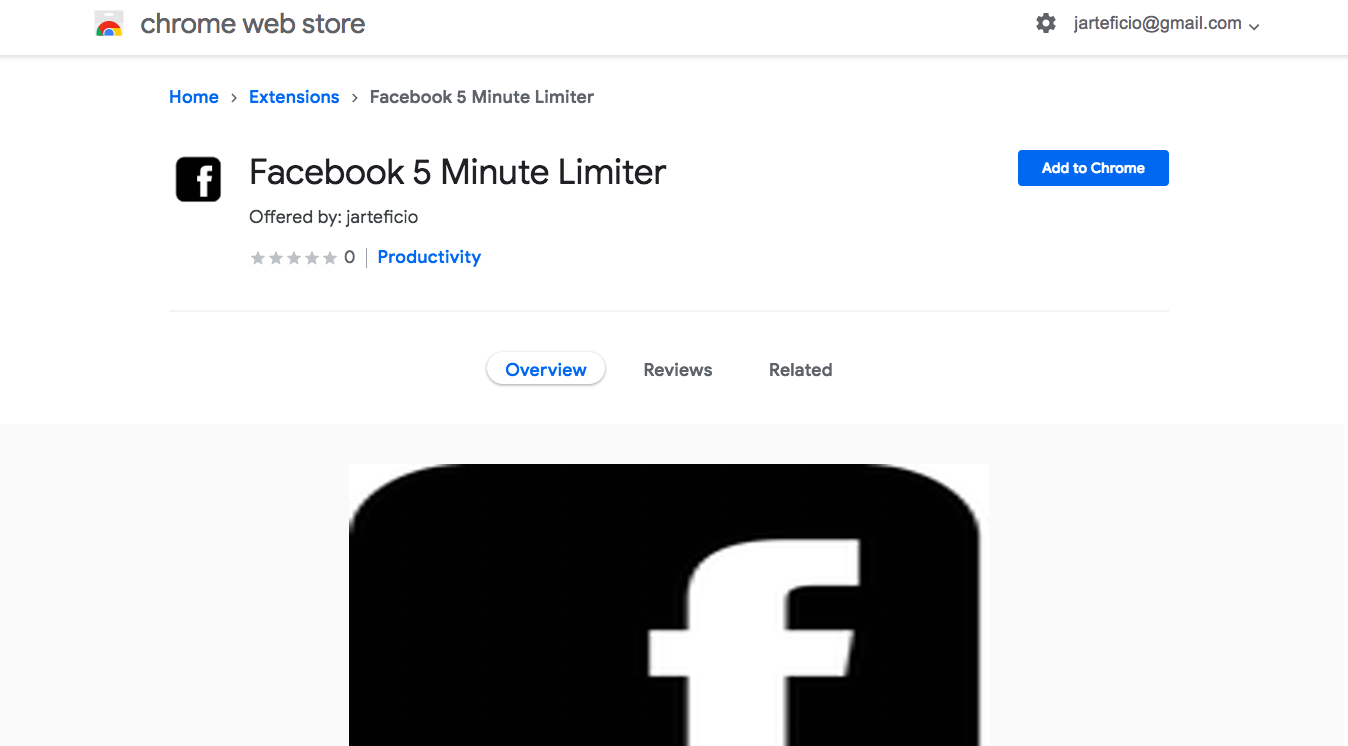 chrome web store
jarteficio@gmail.com
Home › Extensions › Facebook 5 Minute Limiter
Facebook 5 Minute Limiter
Add to Chrome
Offered by: jarteficio
0 | Productivity
Overview
Reviews
Related